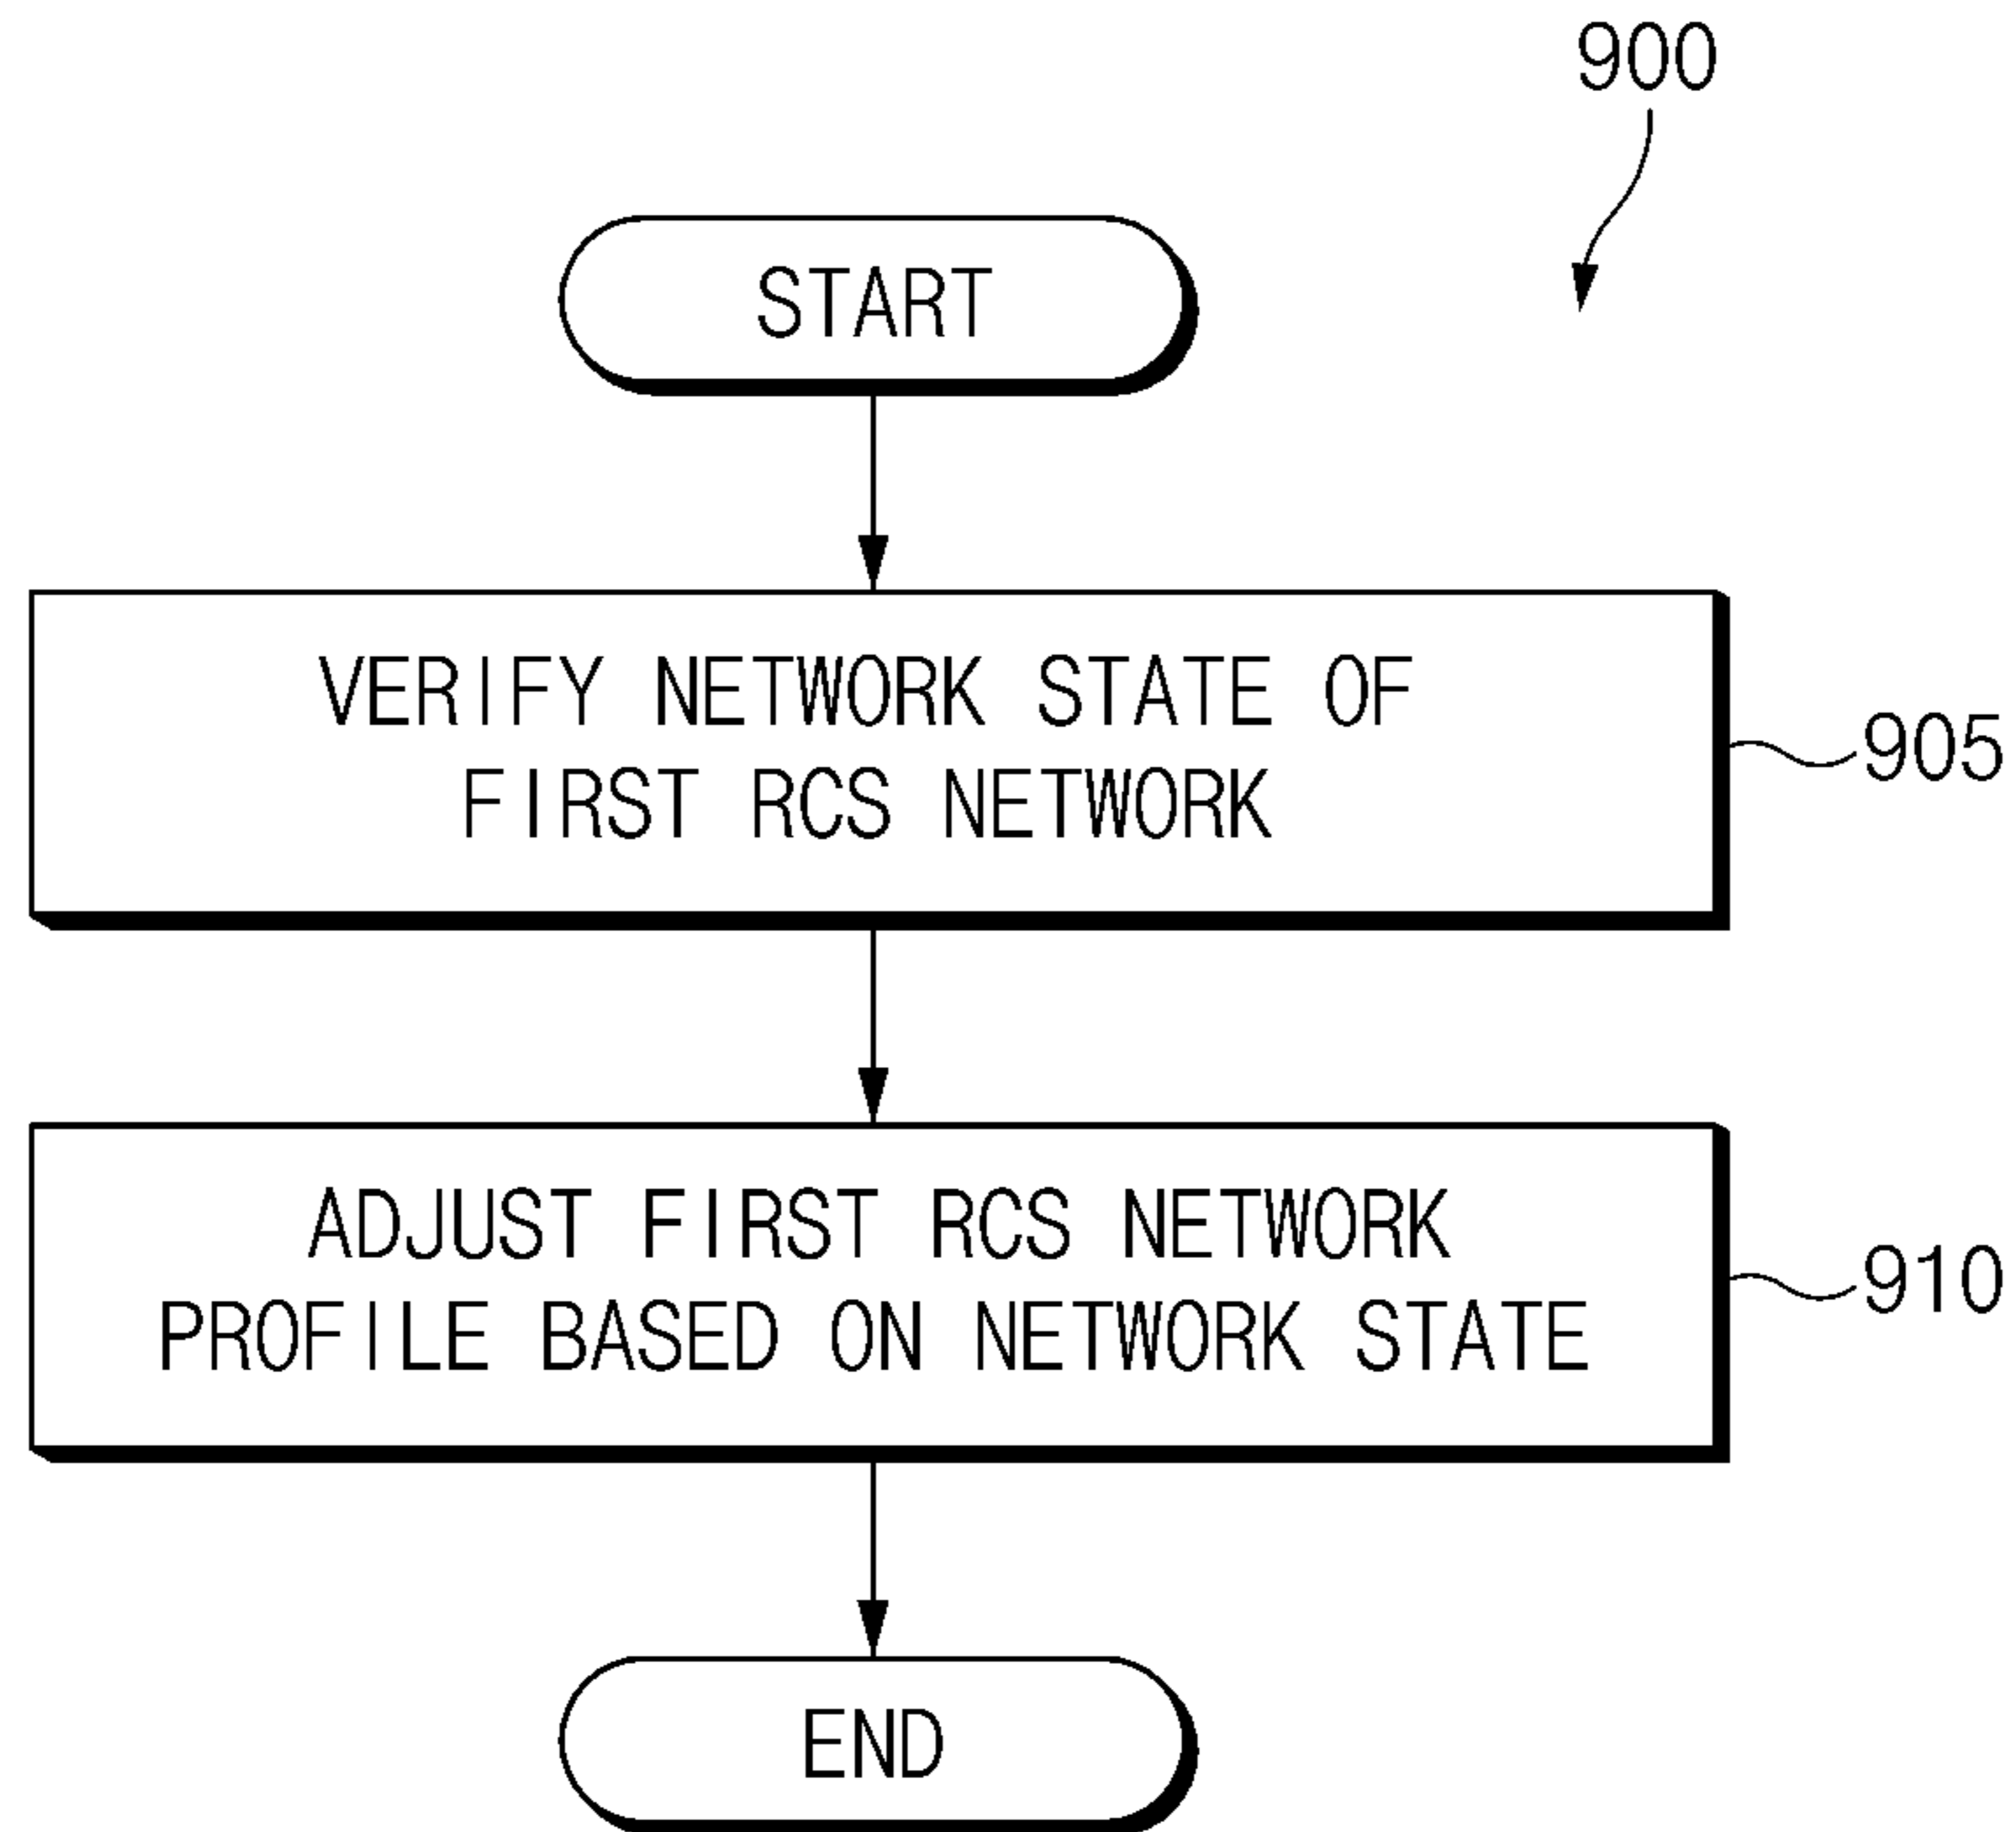 900
START
VERIFY NETWORK STATE OF
FIRST RCS NETWORK
905
ADJUST FIRST RCS NETWORK
PROFILE BASED ON NETWORK STATE
910
END